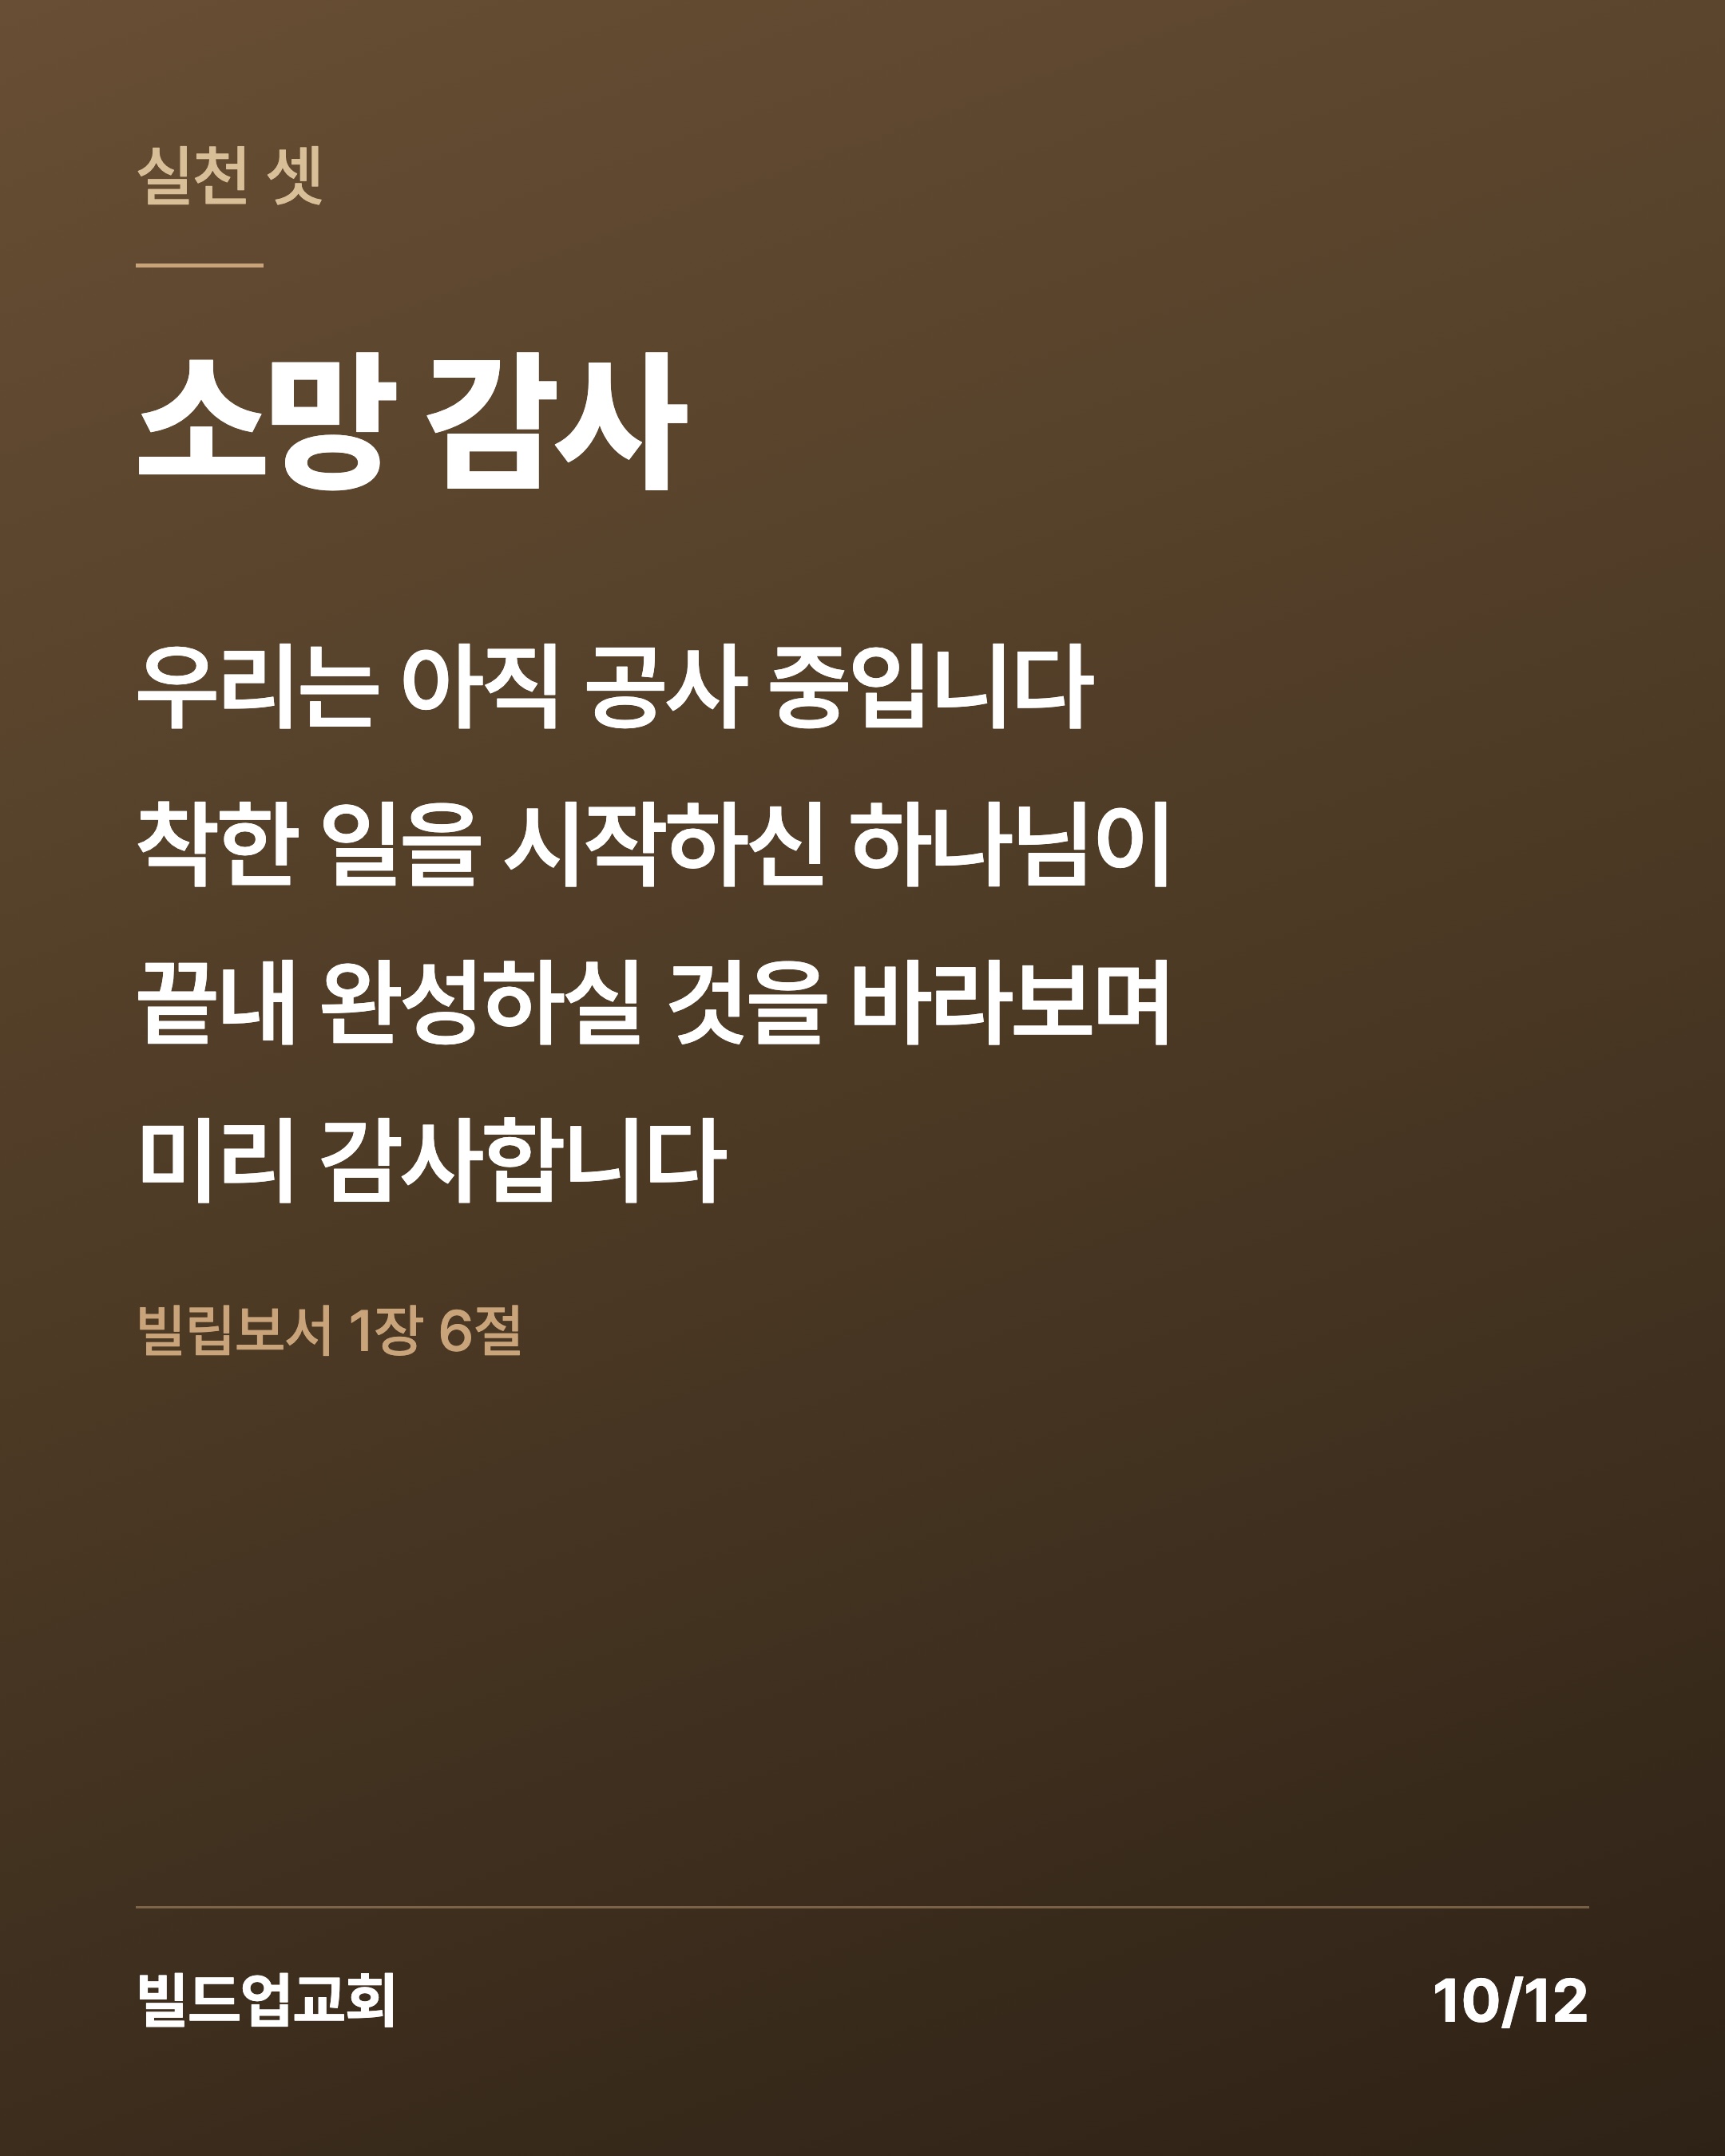 실천 셋
소망 감사
우리는 아직 공사 중입니다
착한 일을 시작하신 하나님이
끝내 완성하실 것을 바라보며
미리 감사합니다
빌립보서 1장 6절
빌드업교회
10/12